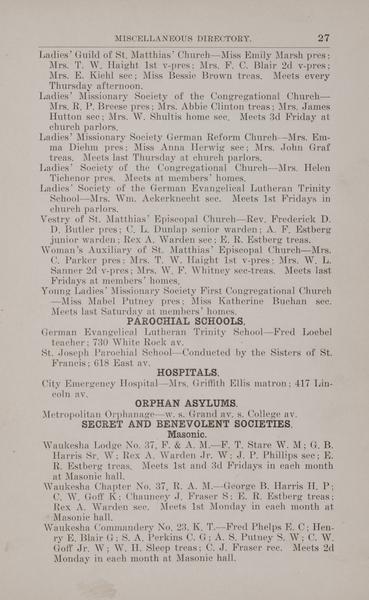 MISCELLANEOUS DIRECTORY. 27
Ladies' Guild of St. Matthias' Church—Miss Emily Marsh pres;
Mrs. T. W. Haight 1st v-pres; Mrs. F. C. Blair 2d v-pres;
Mrs. E. Kiehl sec; Miss Bessie Brown treas. Meets every
Thursday afternoon.
Ladies' Missionary Society of the Congregational Church—
Mrs. R. P. Breese pres; Mrs. Abbie Clinton treas; Mrs. James
Hutton sec; Mrs. W. Shultis home sec. Meets 3d Friday at
church parlors.
Ladies' Missionary Society German Reform Church—Mrs. Em-
ma Diehm pres; Miss Anna Herwig sec; Mrs. John Graf
treas. Meets last Thursday at church parlors.
Ladies' Society of the Congregational Church—Mrs. Helen
Tichenor pres. Meets at members' homes.
Ladies' Society of the German Evangelical Lutheran Trinity
School—Mrs. Wm. Ackerknecht sec. Meets 1st Fridays in
church parlors.
Vestry of St. Matthias' Episcopal Church—Rev. Frederick D.
D. Butler pres; C. L. Dunlap senior warden; A. F. Estberg
junior warden; Rex A. Warden sec; E. R. Estberg treas.
Woman's Auxiliary of St. Matthias' Episcopal Church—Mrs.
C. Parker pres; Mrs. T. W. Haight 1st v-pres; Mrs. W. L.
Sanner 2d v-pres; Mrs. W. F. Whitney sec-treas. Meets last
Fridays at members' homes.
Young Ladies' Missionary Society First Congregational Church
—Miss Mabel Putney pres; Miss Katherine Buchan sec.
Meets last Saturday at members' homes.
PAROCHIAL SCHOOLS.
German Evangelical Lutheran Trinity School—Fred Loebel
teacher; 730 White Rock av.
St. Joseph Parochial School—Conducted by the Sisters of St.
Francis; 618 East av.
HOSPITALS.
City Emergency Hospital—Mrs. Griffith Ellis matron; 417 Lin-
coln av.
ORPHAN ASYLUMS.
Metropolitan Orphanage—w. s. Grand av. s. College av.
SECRET AND BENEVOLENT SOCIETIES.
Masonic.
Waukesha Lodge No. 37, F. & A. M.—F. T. Stare W. M; G. B.
Harris Sr. W; Rex A. Warden Jr. W; J. P. Phillips sec; E.
R. Estberg treas. Meets 1st and 3d Fridays in each month
at Masonic hall.
Waukesha Chapter No. 37, R. A. M.—George B. Harris H. P;
C. W. Goff K; Chauncey J. Fraser S; E. R. Estberg treas;
Rex A. Warden sec. Meets 1st Monday in each month at
Masonic hall.
Waukesha Commandery No. 23, K. T.—Fred Phelps E. C; Hen-
ry E. Blair G; S. A. Perkins C. G; A. S. Putney S. W; C. W.
Goff Jr. W; W. H. Sleep treas; C. J. Fraser rec. Meets 2d
Monday in each month at Masonic hall.